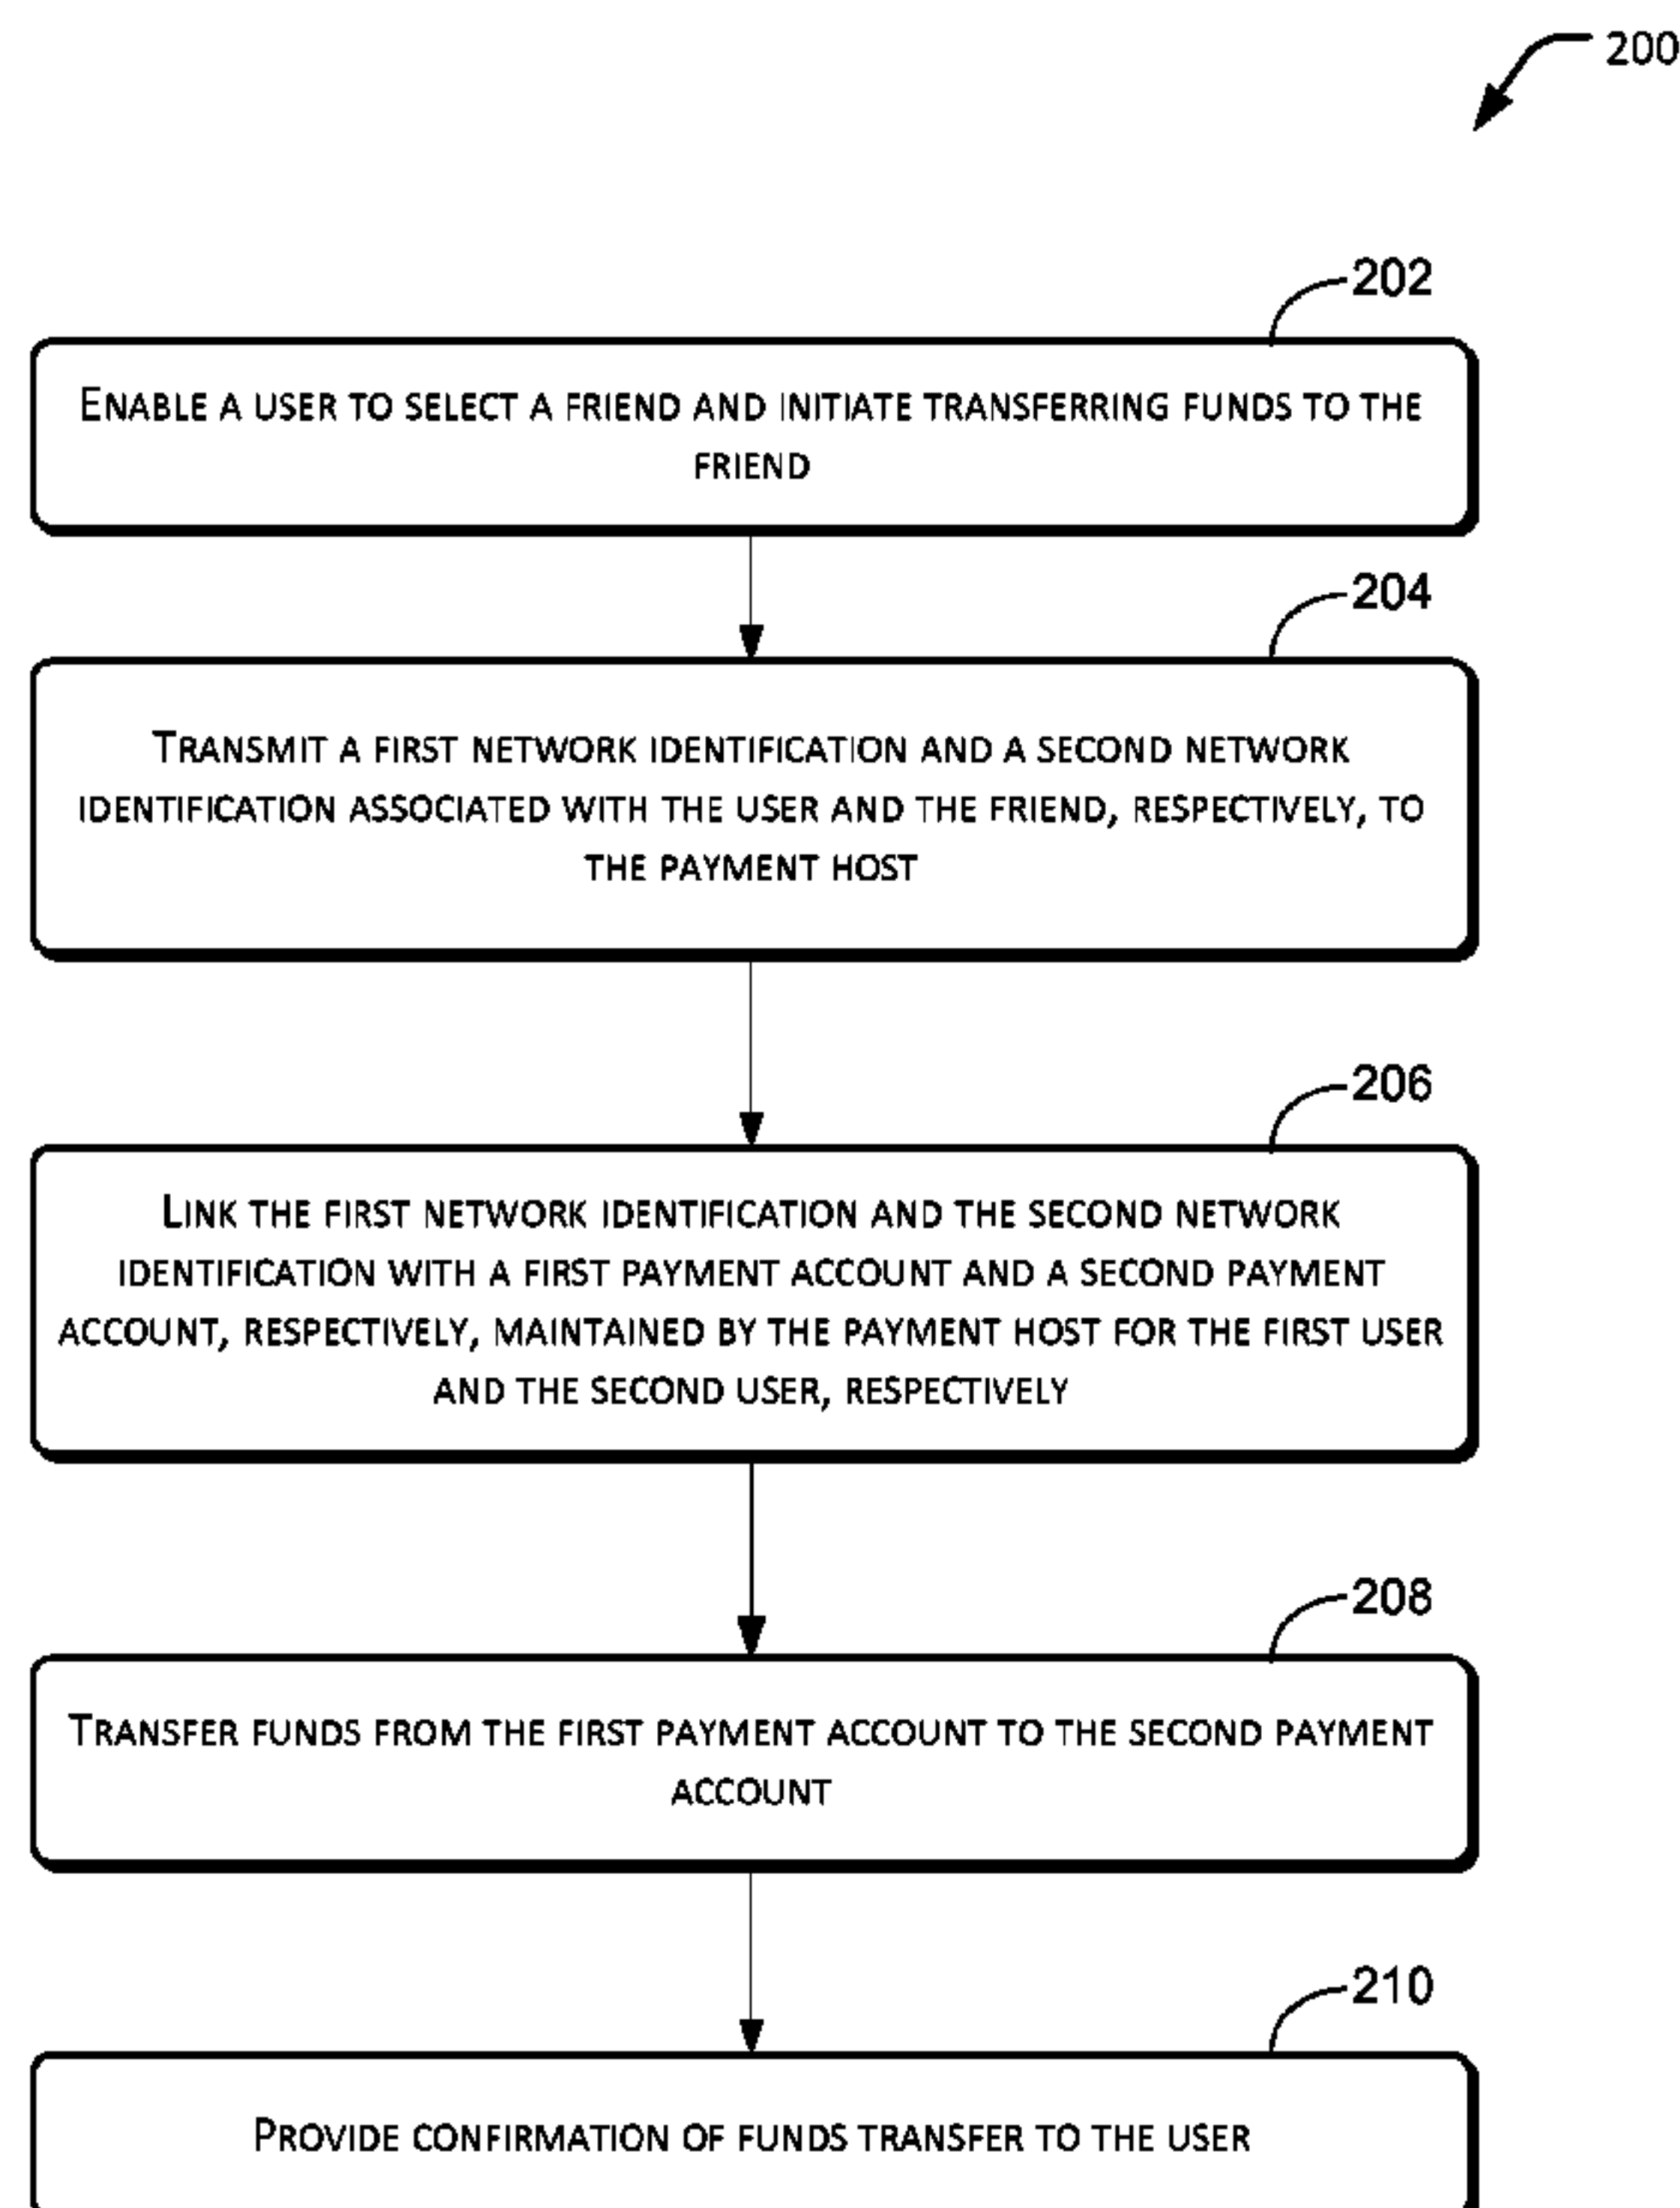 200
202
ENABLE A USER TO SELECT A FRIEND AND INITIATE TRANSFERRING FUNDS TO THE
FRIEND
204
TRANSMIT A FIRST NETWORK IDENTIFICATION AND A SECOND NETWORK
IDENTIFICATION ASSOCIATED WITH THE USER AND THE FRIEND, RESPECTIVELY, TO
THE PAYMENT HOST
206
LINK THE FIRST NETWORK IDENTIFICATION AND THE SECOND NETWORK
IDENTIFICATION WITH A FIRST PAYMENT ACCOUNT AND A SECOND PAYMENT
ACCOUNT, RESPECTIVELY, MAINTAINED BY THE PAYMENT HOST FOR THE FIRST USER
AND THE SECOND USER, RESPECTIVELY
208
TRANSFER FUNDS FROM THE FIRST PAYMENT ACCOUNT TO THE SECOND PAYMENT
ACCOUNT
210
PROVIDE CONFIRMATION OF FUNDS TRANSFER TO THE USER